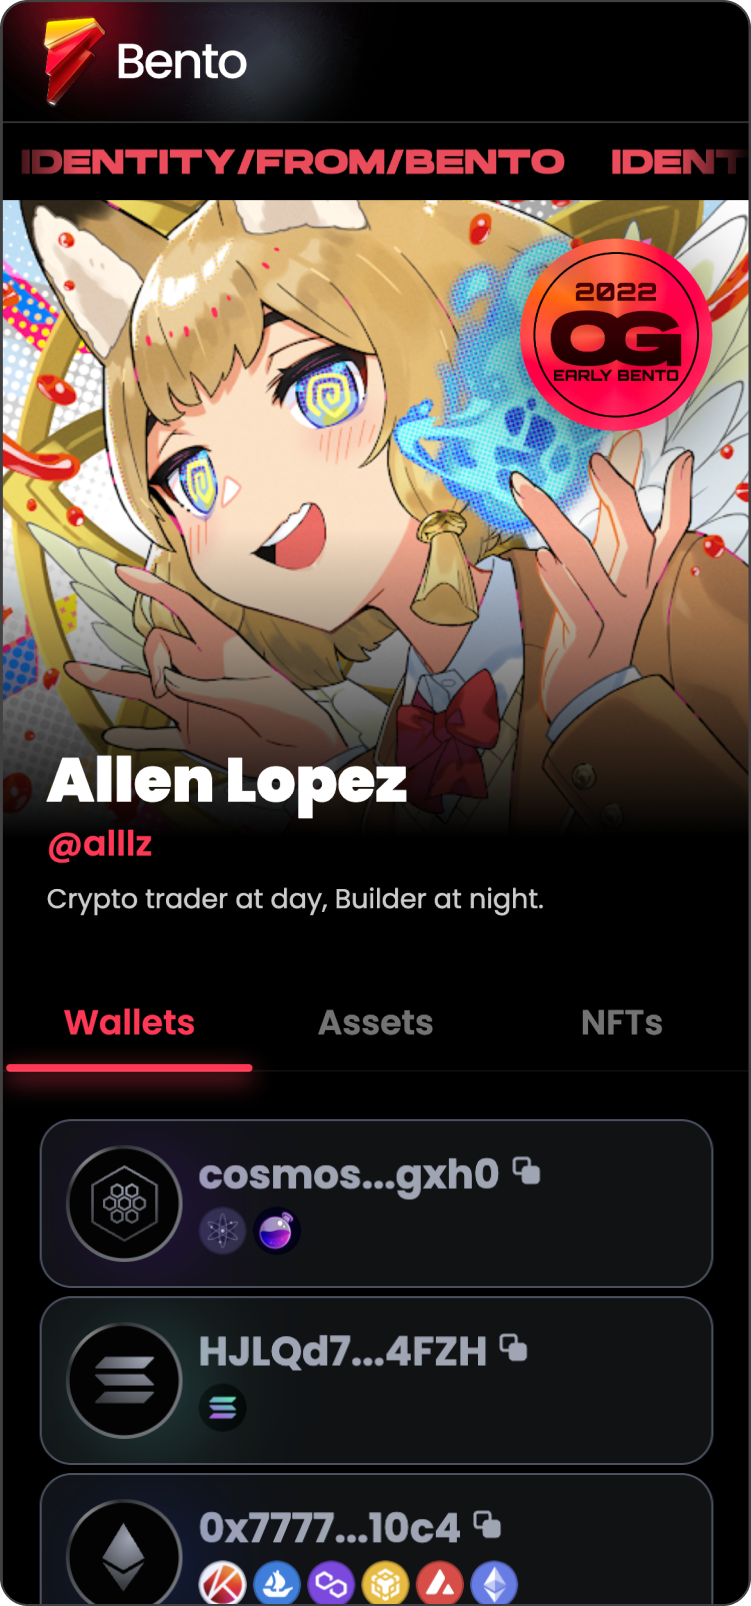 Bento
IDENTITY/FROM/BENTO IDENT
2022
OG
EARLY BENTO
Allen Lopez
@alllz
Crypto trader at day, Builder at night.
Wallets Assets NFTs
cosmos...gxh0
HJLQd7...4FZH
0x7777...10c4